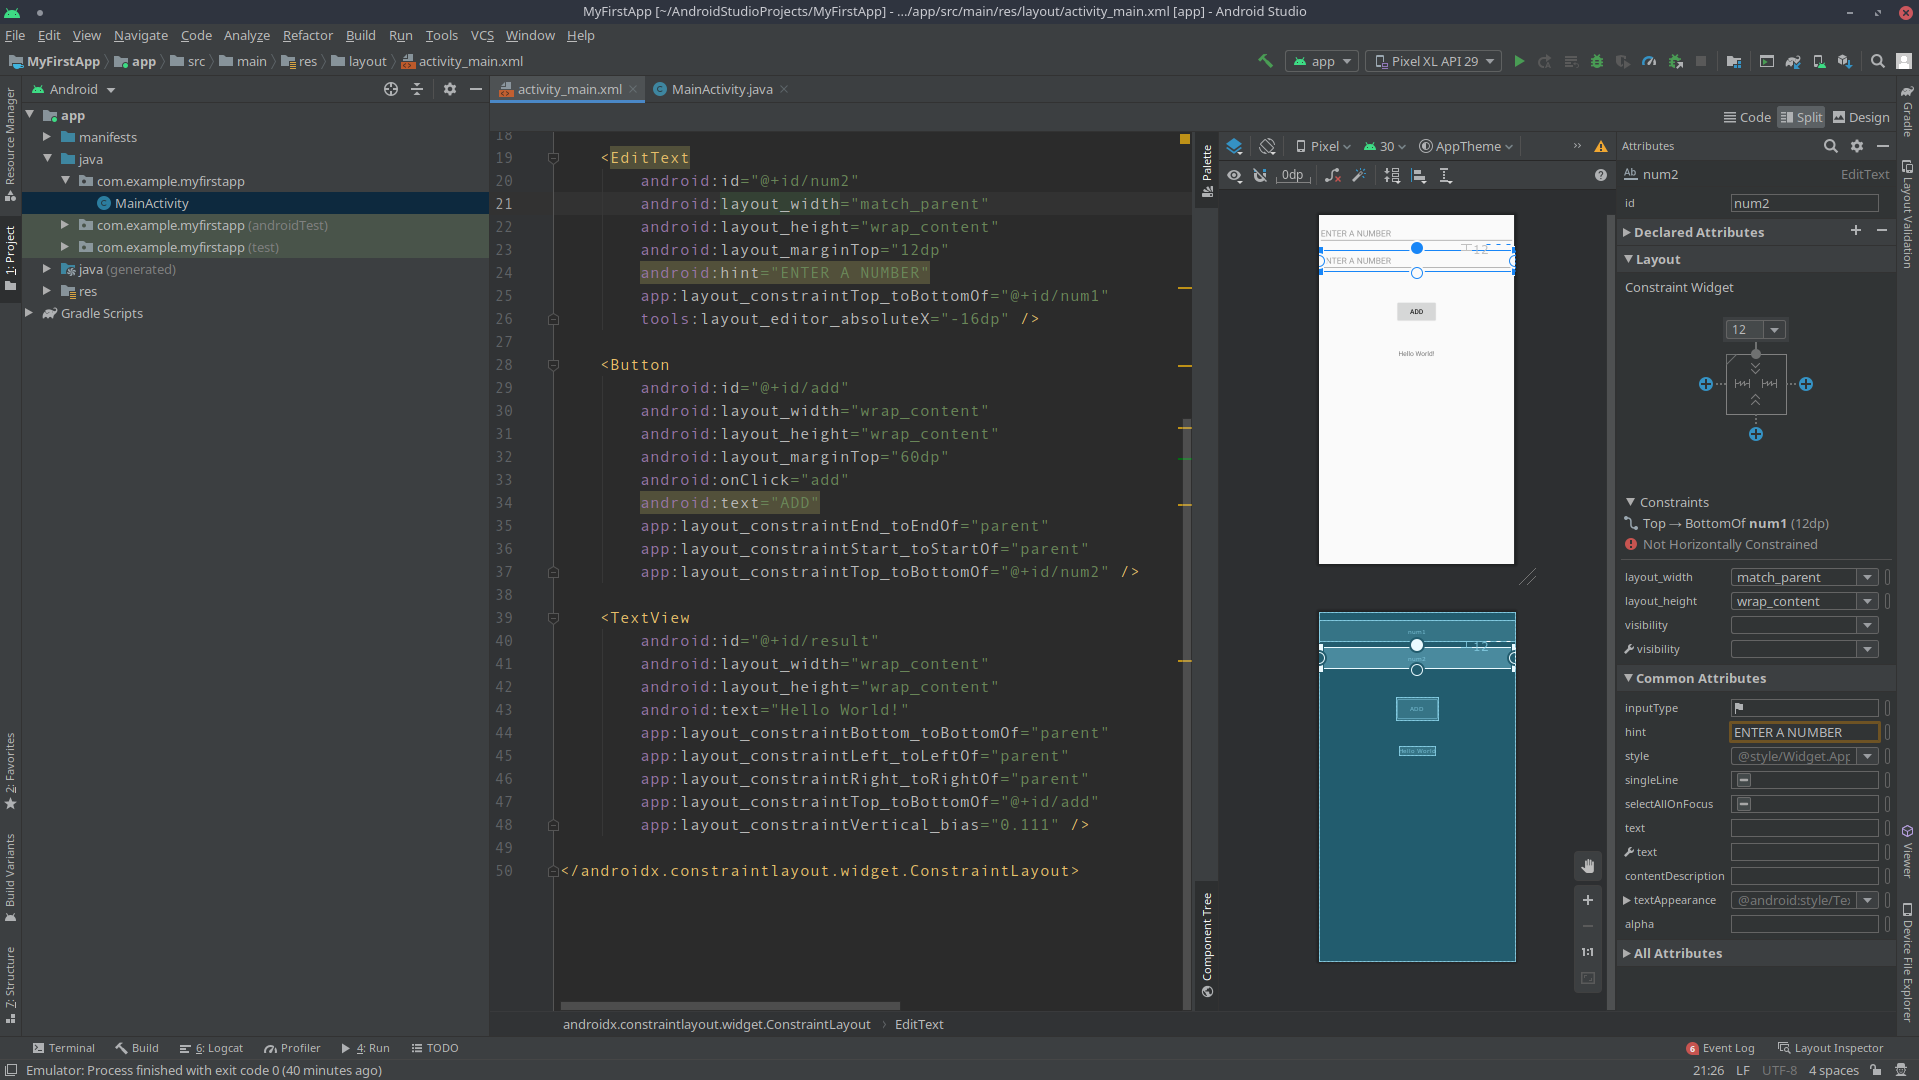 MyFirstApp [~/AndroidStudioProjects/MyFirstApp] - .../app/src/main/res/layout/activity_main.xml [app] - Android Studio
File Edit View Navigate Code Analyze Refactor Build Run Tools VCS Window Help
MyFirstApp app src main res layout activity_main.xml
app Pixel XL API 29
Android
activity_main.xml MainActivity.java
Code Split Design
Resource Manager
1: Project
2: Favorites
Build Variants
7: Structure
app
manifests
java
com.example.myfirstapp
MainActivity
com.example.myfirstapp (androidTest)
com.example.myfirstapp (test)
java (generated)
res
Gradle Scripts
18
19 <EditText
20 android:id="@+id/num2"
21 android:layout_width="match_parent"
22 android:layout_height="wrap_content"
23 android:layout_marginTop="12dp"
24 android:hint="ENTER A NUMBER"
25 app:layout_constraintTop_toBottomOf="@+id/num1"
26 tools:layout_editor_absoluteX="-16dp" />
27
28 <Button
29 android:id="@+id/add"
30 android:layout_width="wrap_content"
31 android:layout_height="wrap_content"
32 android:layout_marginTop="60dp"
33 android:onClick="add"
34 android:text="ADD"
35 app:layout_constraintEnd_toEndOf="parent"
36 app:layout_constraintStart_toStartOf="parent"
37 app:layout_constraintTop_toBottomOf="@+id/num2" />
38
39 <TextView
40 android:id="@+id/result"
41 android:layout_width="wrap_content"
42 android:layout_height="wrap_content"
43 android:text="Hello World!"
44 app:layout_constraintBottom_toBottomOf="parent"
45 app:layout_constraintLeft_toLeftOf="parent"
46 app:layout_constraintRight_toRightOf="parent"
47 app:layout_constraintTop_toBottomOf="@+id/add"
48 app:layout_constraintVertical_bias="0.111" />
49
50 </androidx.constraintlayout.widget.ConstraintLayout>
androidx.constraintlayout.widget.ConstraintLayout › EditText
Palette
Component Tree
Pixel 30 AppTheme
0dp
ENTER A NUMBER
12
ENTER A NUMBER
ADD
Hello World!
num1
12
num2
ADD
Hello World
1:1
Attributes
Ab num2 EditText
id num2
Declared Attributes
Layout
Constraint Widget
12
Constraints
Top → BottomOf num1 (12dp)
Not Horizontally Constrained
layout_width match_parent
layout_height wrap_content
visibility
visibility
Common Attributes
inputType
hint ENTER A NUMBER
style @style/Widget.App
singleLine
selectAllOnFocus
text
text
contentDescription
textAppearance @android:style/Te
alpha
All Attributes
Gradle
Layout Validation
Viewer
Device File Explorer
Terminal Build 6: Logcat Profiler 4: Run TODO
6 Event Log Layout Inspector
Emulator: Process finished with exit code 0 (40 minutes ago)
21:26 LF UTF-8 4 spaces